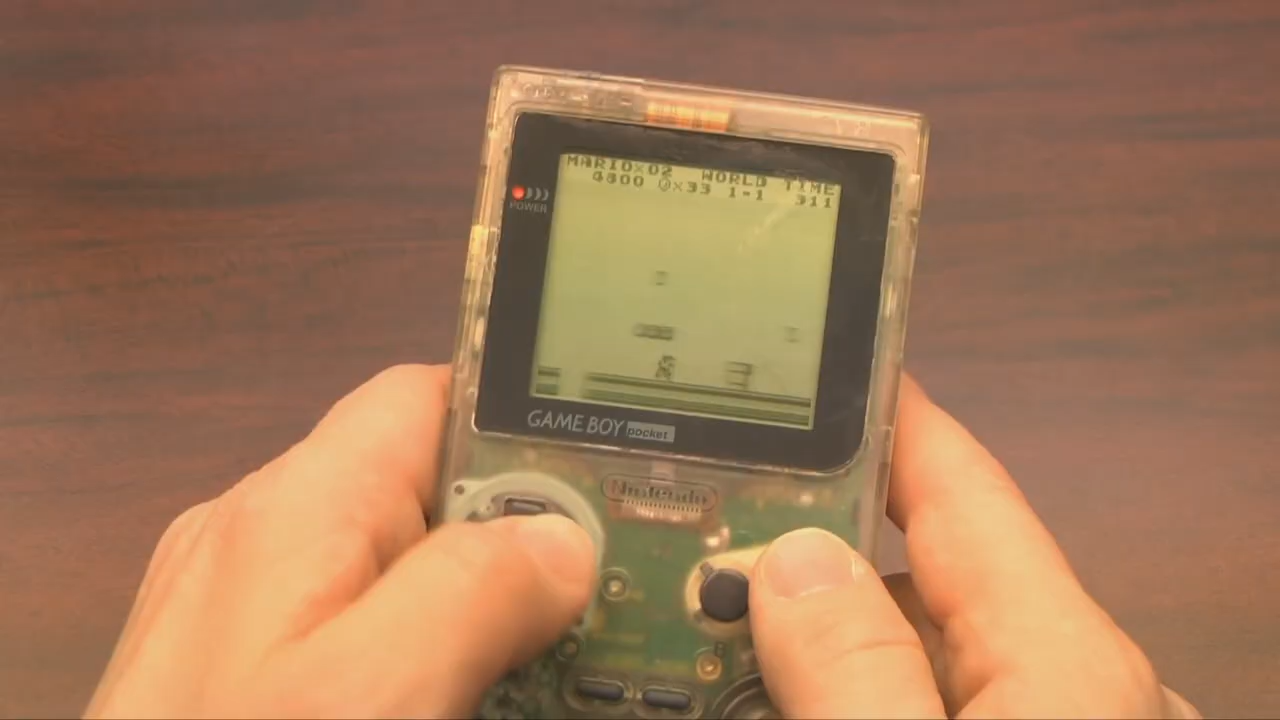 MARIO×02 WORLD TIME
4800 ×33 1-1 311
POWER
GAME BOY pocket
Nintendo
B